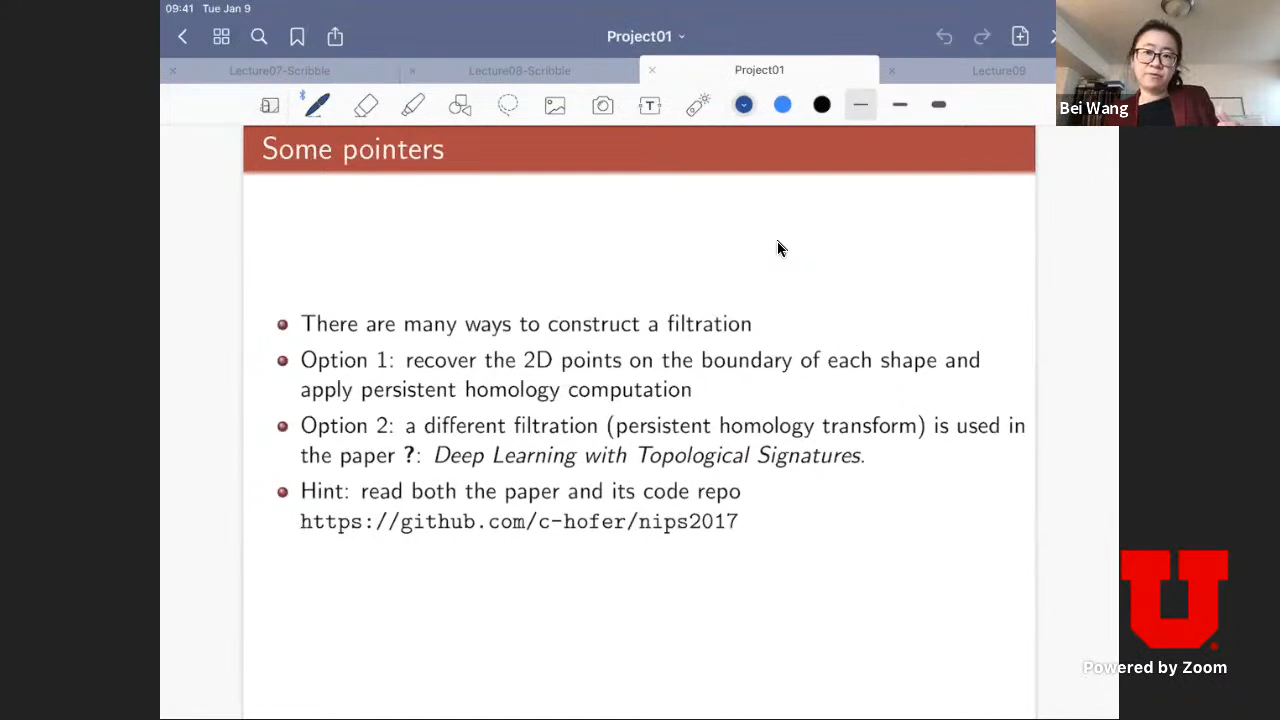 09:41 Tue Jan 9
Project01
Lecture07-Scribble
Lecture08-Scribble
Project01
Lecture09
T
Bei Wang
Some pointers
There are many ways to construct a filtration
Option 1: recover the 2D points on the boundary of each shape and
apply persistent homology computation
Option 2: a different filtration (persistent homology transform) is used in
the paper ?: Deep Learning with Topological Signatures.
Hint: read both the paper and its code repo
https://github.com/c-hofer/nips2017
U
Powered by Zoom